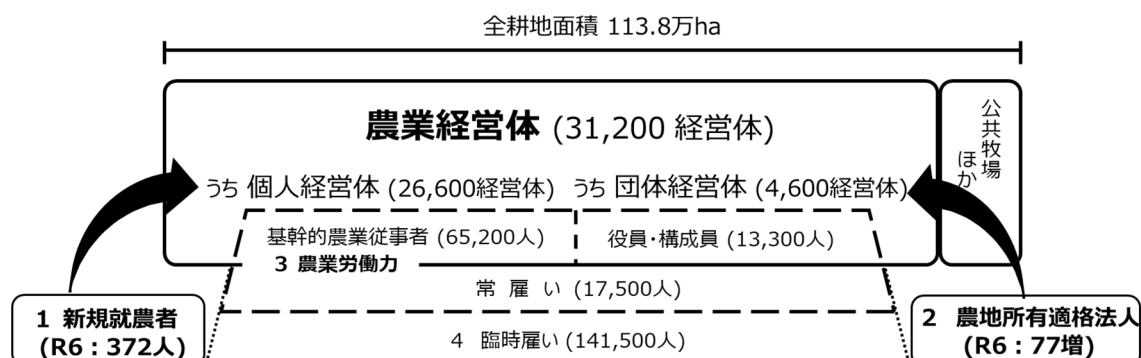 全耕地面積 113.8万ha
農業経営体 (31,200 経営体)
公共牧場
ほか
うち 個人経営体 (26,600経営体)
うち 団体経営体 (4,600経営体)
基幹的農業従事者 (65,200人)
役員・構成員 (13,300人)
3 農業労働力
常 雇 い (17,500人)
1 新規就農者
(R6：372人)
2 農地所有適格法人
(R6：77増)
4 臨時雇い (141,500人)